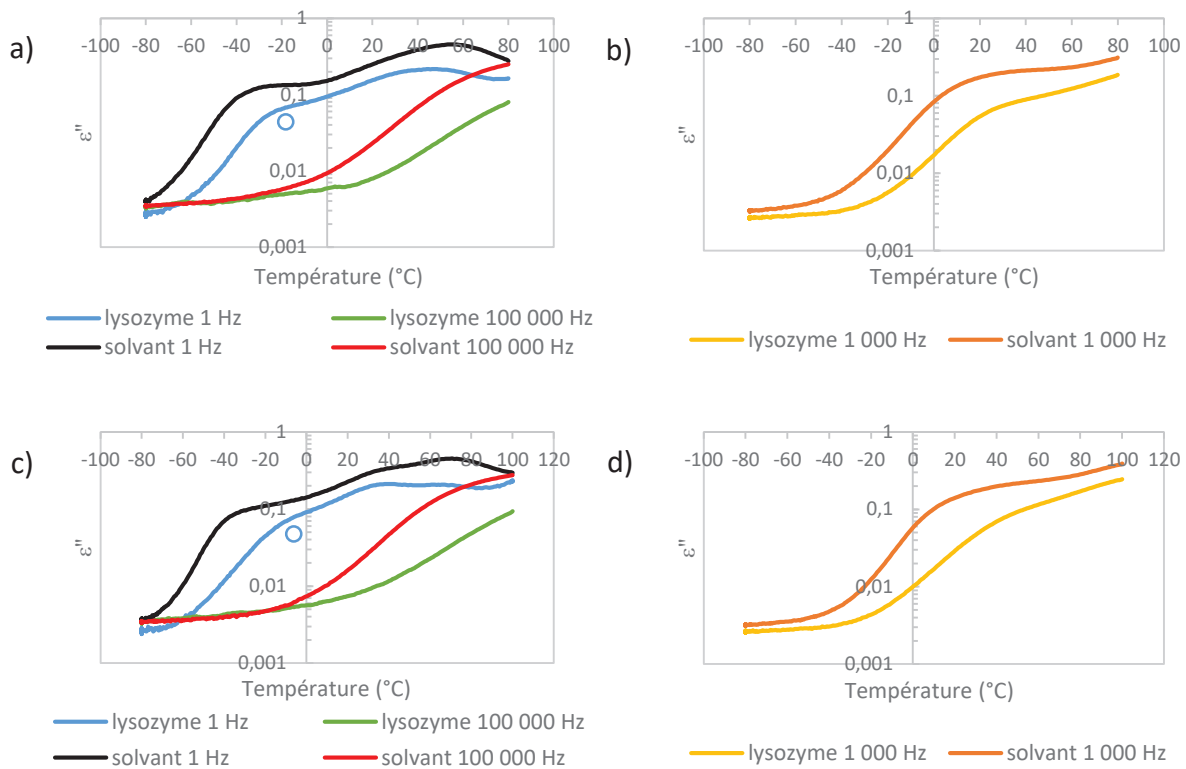 a)
1
-100 -80 -60 -40 -20 0 20 40 60 80 100
0,1
ε"
0,01
0,001
Température (°C)
lysozyme 1 Hz lysozyme 100 000 Hz
solvant 1 Hz solvant 100 000 Hz
b)
1
-100 -80 -60 -40 -20 0 20 40 60 80 100
0,1
ε"
0,01
0,001
Température (°C)
lysozyme 1 000 Hz solvant 1 000 Hz
c)
1
-100 -80 -60 -40 -20 0 20 40 60 80 100 120
0,1
ε"
0,01
0,001
Température (°C)
lysozyme 1 Hz lysozyme 100 000 Hz
solvant 1 Hz solvant 100 000 Hz
d)
1
-100 -80 -60 -40 -20 0 20 40 60 80 100 120
0,1
ε"
0,01
0,001
Température (°C)
lysozyme 1 000 Hz solvant 1 000 Hz